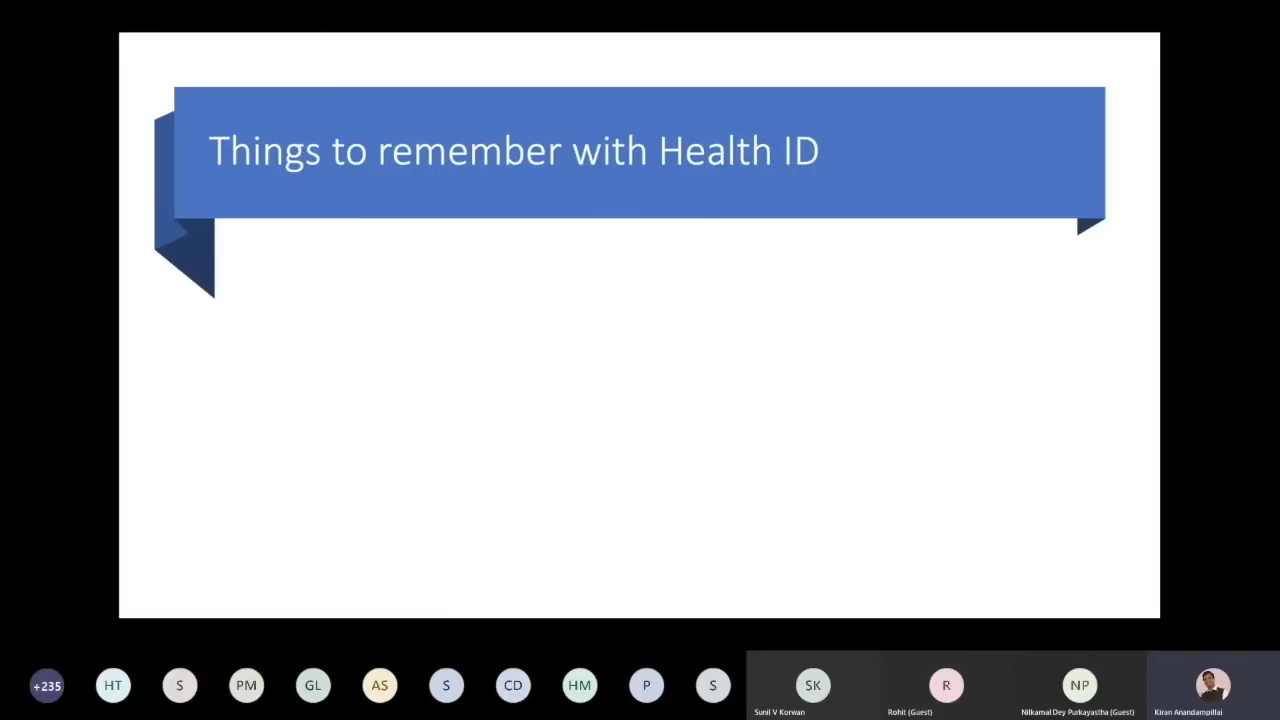 Things to remember with Health ID
+235
HT
S
PM
GL
AS
S
CD
HM
P
S
SK
R
NP
Sunil V Korwan
Rohit (Guest)
Nilkamal Dey Purkayastha (Guest)
Kiran Anandampillai